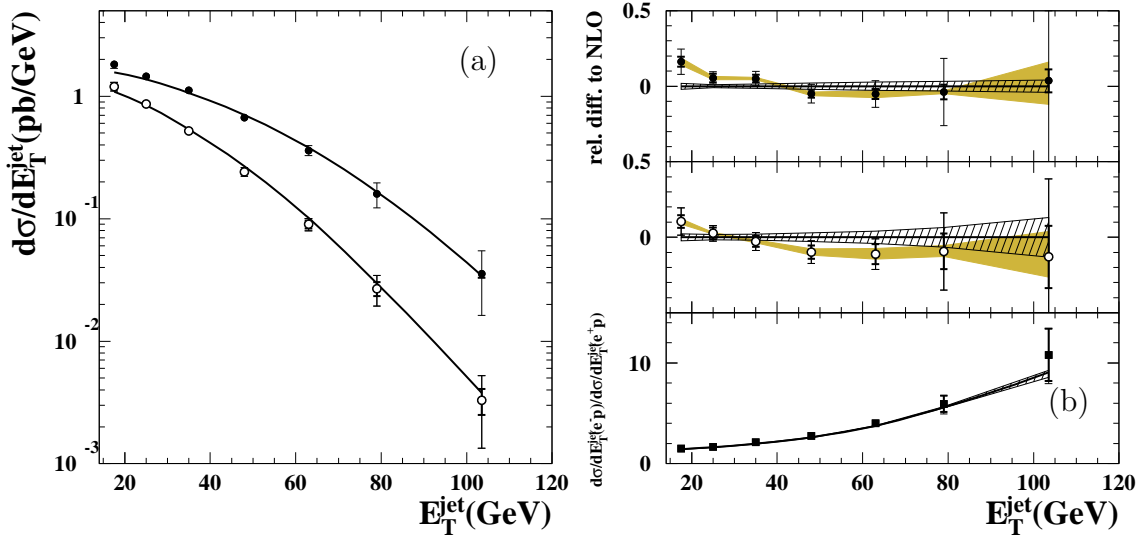 dσ/dE_T^jet(pb/GeV)
(a)
1
10^-1
10^-2
10^-3
20 40 60 80 100 120
E_T^jet(GeV)
rel. diff. to NLO
0.5
0
0.5
0
dσ/dE_T^jet(e^-p)/dσ/dE_T^jet(e^+p)
10
(b)
0
20 40 60 80 100 120
E_T^jet(GeV)